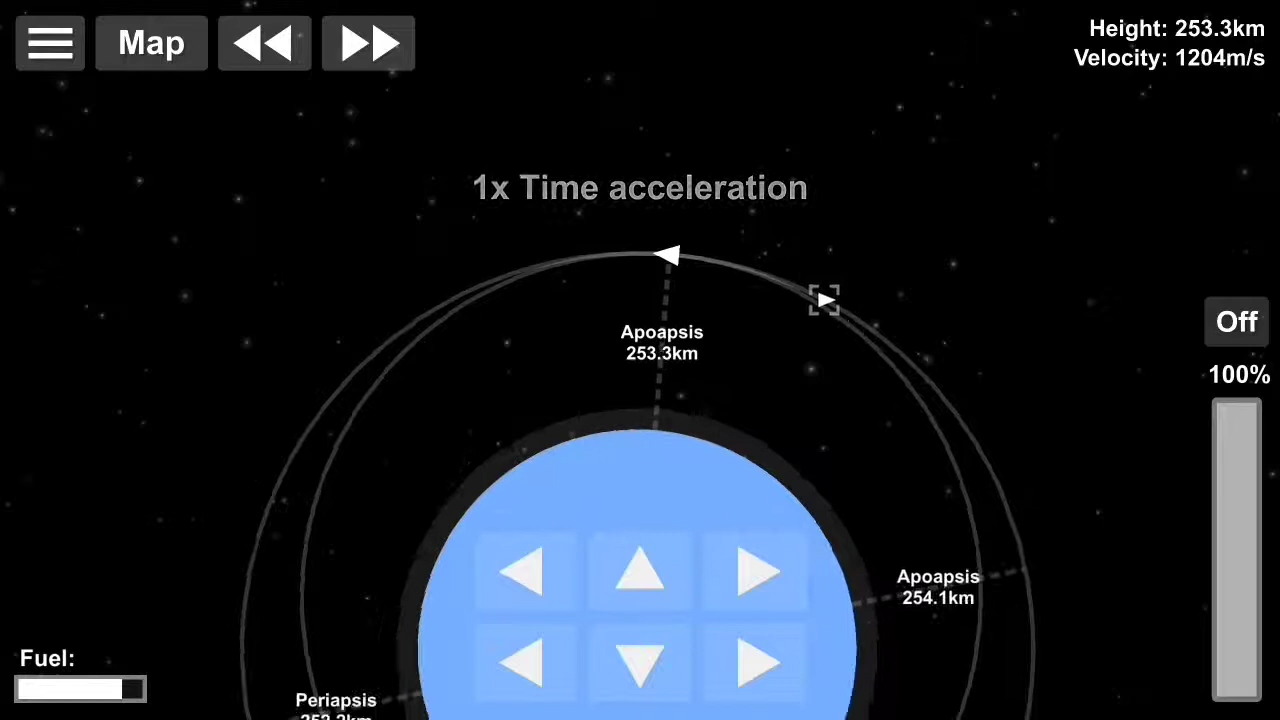 Map
Height: 253.3km
Velocity: 1204m/s
1x Time acceleration
Apoapsis
253.3km
Off
100%
Apoapsis
254.1km
Fuel:
Periapsis